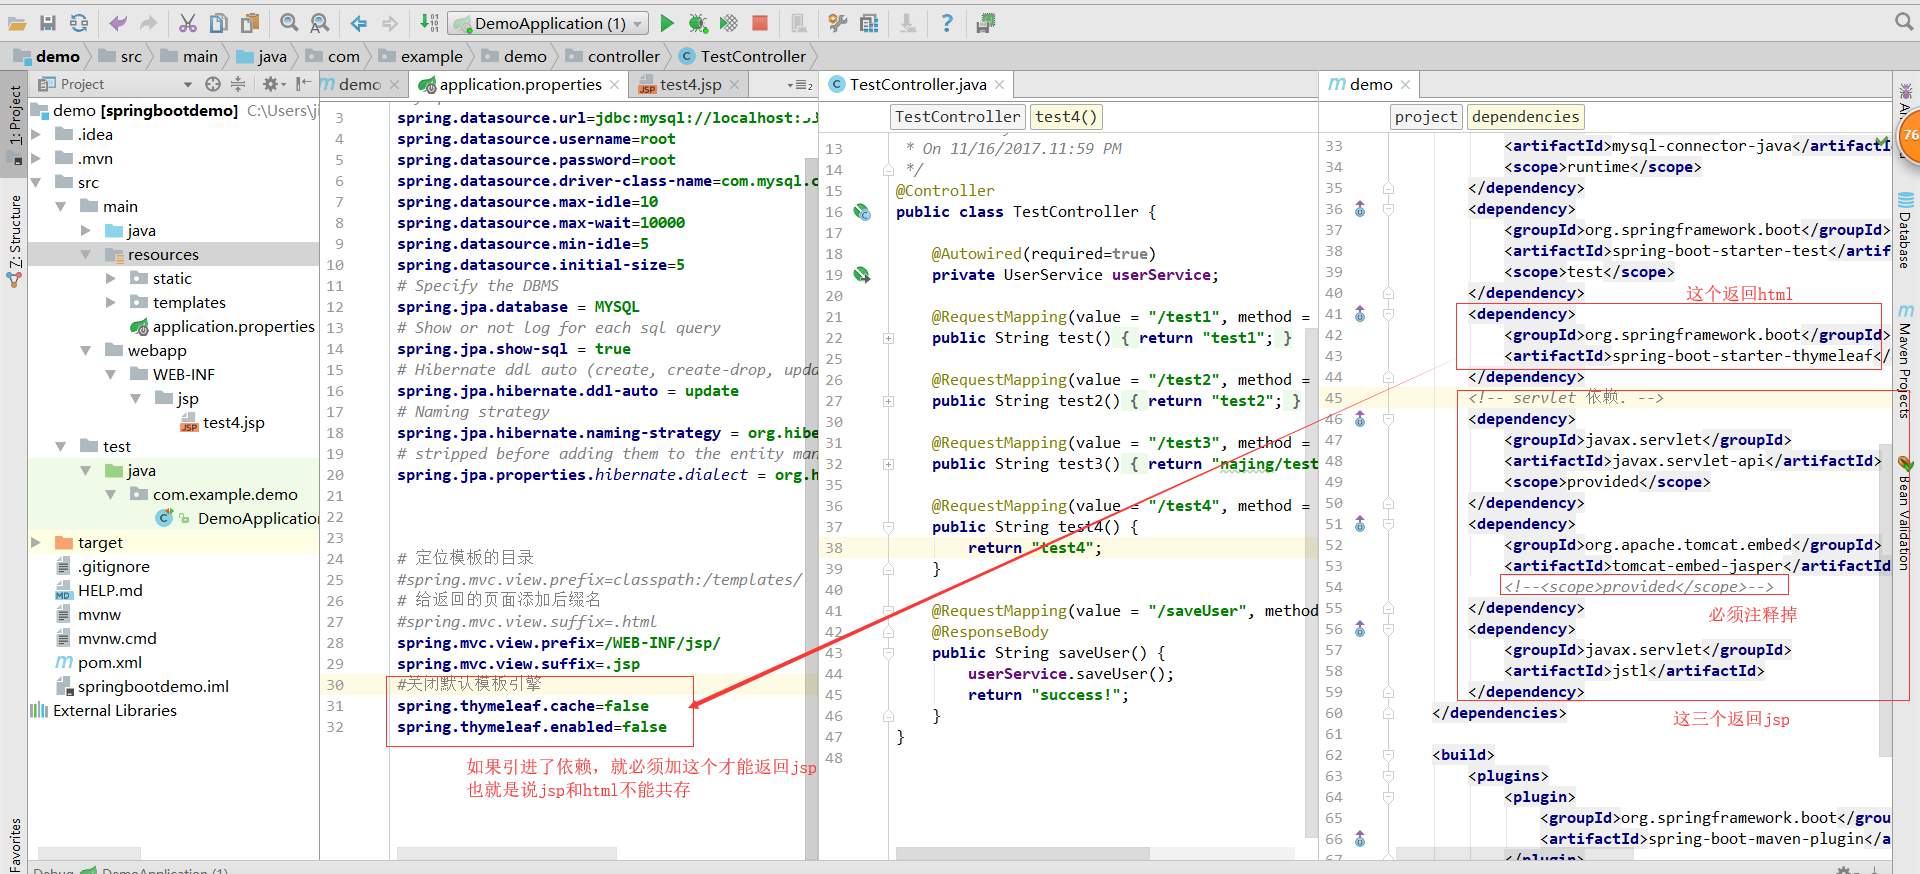 DemoApplication (1)
demo
src
main
java
com
example
demo
controller
TestController
Project
demo
application.properties
test4.jsp
TestController.java
demo
1: Project
7: Structure
Favorites
demo [springbootdemo] C:\Users\ji
.idea
.mvn
src
main
java
resources
static
templates
application.properties
webapp
WEB-INF
jsp
test4.jsp
test
java
com.example.demo
DemoApplication
target
.gitignore
HELP.md
mvnw
mvnw.cmd
pom.xml
springbootdemo.iml
External Libraries
3 spring.datasource.url=jdbc:mysql://localhost:
4 spring.datasource.username=root
5 spring.datasource.password=root
6 spring.datasource.driver-class-name=com.mysql.c
7 spring.datasource.max-idle=10
8 spring.datasource.max-wait=10000
9 spring.datasource.min-idle=5
10 spring.datasource.initial-size=5
11 # Specify the DBMS
12 spring.jpa.database = MYSQL
13 # Show or not log for each sql query
14 spring.jpa.show-sql = true
15 # Hibernate ddl auto (create, create-drop, upda
16 spring.jpa.hibernate.ddl-auto = update
17 # Naming strategy
18 spring.jpa.hibernate.naming-strategy = org.hibe
19 # stripped before adding them to the entity man
20 spring.jpa.properties.hibernate.dialect = org.h
21
22
23
24 # 定位模板的目录
25 #spring.mvc.view.prefix=classpath:/templates/
26 # 给返回的页面添加后缀名
27 #spring.mvc.view.suffix=.html
28 spring.mvc.view.prefix=/WEB-INF/jsp/
29 spring.mvc.view.suffix=.jsp
30 #关闭默认模板引擎
31 spring.thymeleaf.cache=false
32 spring.thymeleaf.enabled=false
如果引进了依赖，就必须加这个才能返回jsp
也就是说jsp和html不能共存
TestController test4()
13 * On 11/16/2017.11:59 PM
14 */
15 @Controller
16 public class TestController {
17
18 @Autowired(required=true)
19 private UserService userService;
20
21 @RequestMapping(value = "/test1", method =
22 public String test() { return "test1"; }
25
26 @RequestMapping(value = "/test2", method =
27 public String test2() { return "test2"; }
30
31 @RequestMapping(value = "/test3", method =
32 public String test3() { return "najing/test
35
36 @RequestMapping(value = "/test4", method =
37 public String test4() {
38 return "test4";
39 }
40
41 @RequestMapping(value = "/saveUser", method
42 @ResponseBody
43 public String saveUser() {
44 userService.saveUser();
45 return "success!";
46 }
47 }
48
project dependencies
33 <artifactId>mysql-connector-java</artifactI
34 <scope>runtime</scope>
35 </dependency>
36 <dependency>
37 <groupId>org.springframework.boot</groupId>
38 <artifactId>spring-boot-starter-test</artif
39 <scope>test</scope>
40 </dependency>
这个返回html
41 <dependency>
42 <groupId>org.springframework.boot</groupId>
43 <artifactId>spring-boot-starter-thymeleaf</
44 </dependency>
45 <!-- servlet 依赖. -->
46 <dependency>
47 <groupId>javax.servlet</groupId>
48 <artifactId>javax.servlet-api</artifactId>
49 <scope>provided</scope>
50 </dependency>
51 <dependency>
52 <groupId>org.apache.tomcat.embed</groupId>
53 <artifactId>tomcat-embed-jasper</artifactId
54 <!--<scope>provided</scope>-->
55 </dependency>
必须注释掉
56 <dependency>
57 <groupId>javax.servlet</groupId>
58 <artifactId>jstl</artifactId>
59 </dependency>
60 </dependencies>
这三个返回jsp
61
62 <build>
63 <plugins>
64 <plugin>
65 <groupId>org.springframework.boot</grou
66 <artifactId>spring-boot-maven-plugin</a
67 </plugin>
76
Database
Maven Projects
Bean Validation
Debug DemoApplication (1)